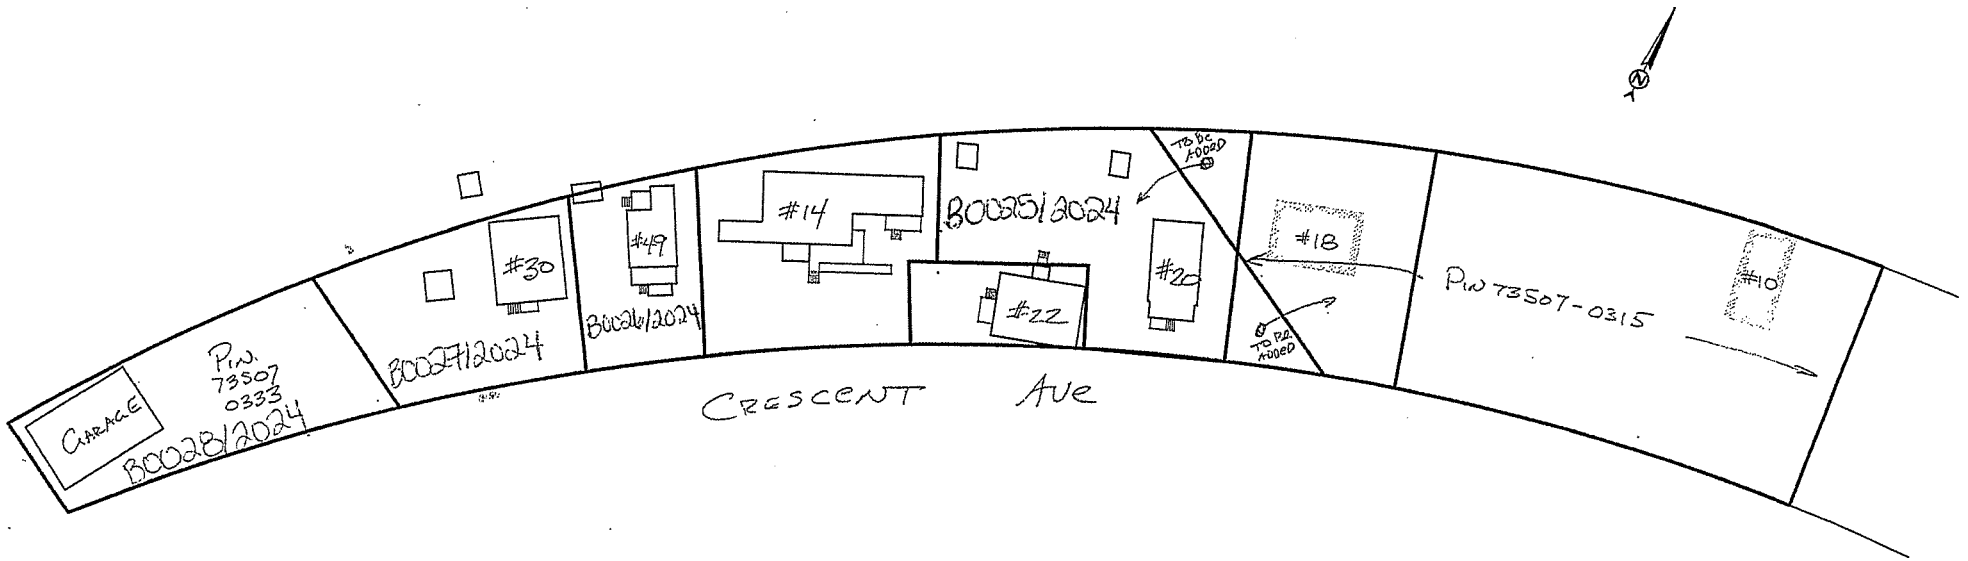 N
TO BE
ADDED
#14
B0025/2024
#49
#18
#30
#20
#10
PIN 73507-0315
#22
B0026/2024
?
TO BE
ADDED
B0027/2024
PIN.
73507
0333
GARAGE
B0028/2024
CRESCENT AVE